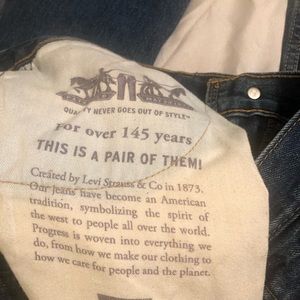 QUALITY NEVER GOES OUT OF STYLE
For over 145 years
THIS IS A PAIR OF THEM!
Created by Levi Strauss & Co in 1873.
Our Jeans have become an American
tradition, symbolizing the spirit of
the west to people all over the world.
Progress is woven into everything we
do, from how we make our clothing to
how we care for people and the planet.